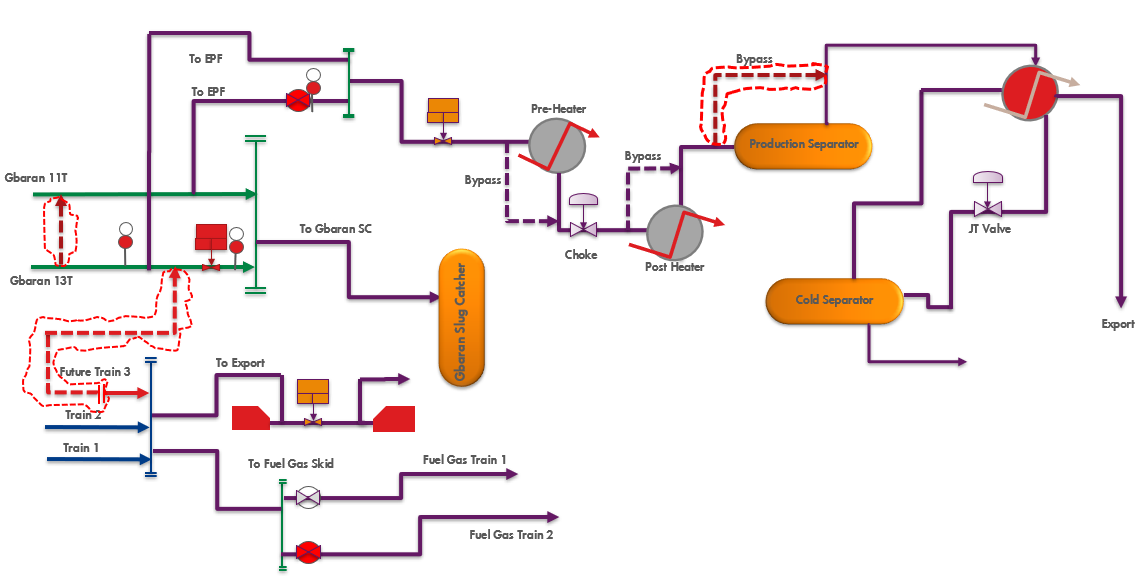 To EPF
Bypass
To EPF
Pre-Heater
Production Separator
Bypass
Gbaran 11T
Bypass
To Gbaran SC
JT Valve
Choke
Post Heater
Gbaran 13T
Gbaran Slug Catcher
Cold Separator
Export
To Export
Future Train 3
Train 2
Train 1
To Fuel Gas Skid
Fuel Gas Train 1
Fuel Gas Train 2